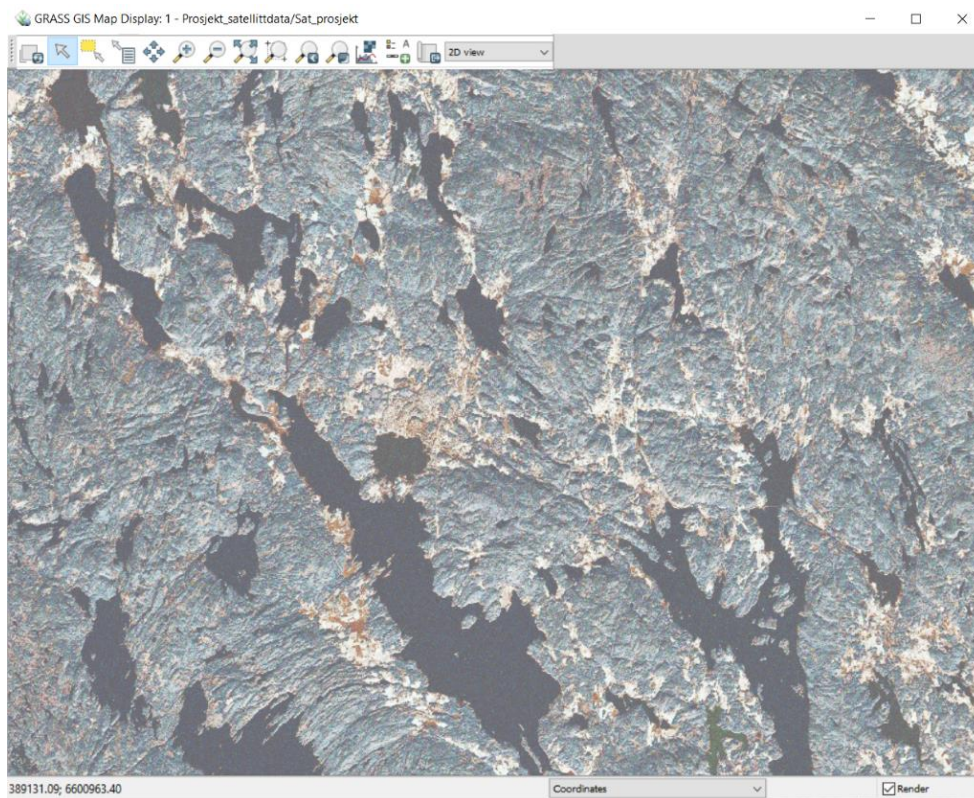 GRASS GIS Map Display: 1 - Prosjekt_satellittdata/Sat_prosjekt
2D view
389131.09; 6600963.40
Coordinates
Render